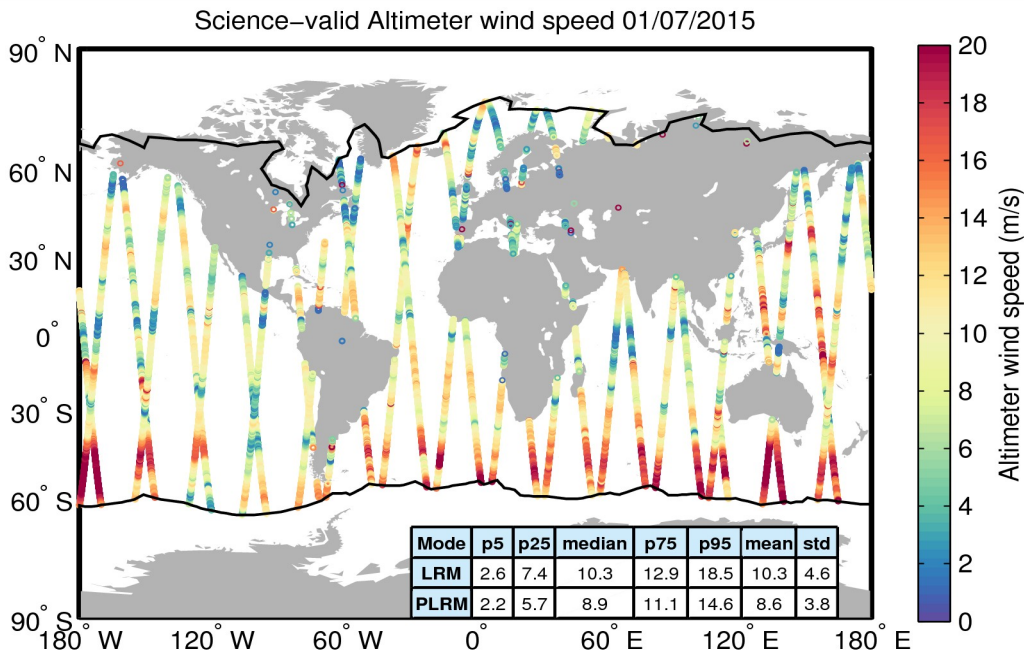 Science−valid Altimeter wind speed 01/07/2015
90° N
60° N
30° N
0°
30° S
60° S
90° S
180° W
120° W
60° W
0°
60° E
120° E
180° E
Mode p5 p25 median p75 p95 mean std
LRM 2.6 7.4 10.3 12.9 18.5 10.3 4.6
PLRM 2.2 5.7 8.9 11.1 14.6 8.6 3.8
20
18
16
14
12
10
8
6
4
2
0
Altimeter wind speed (m/s)